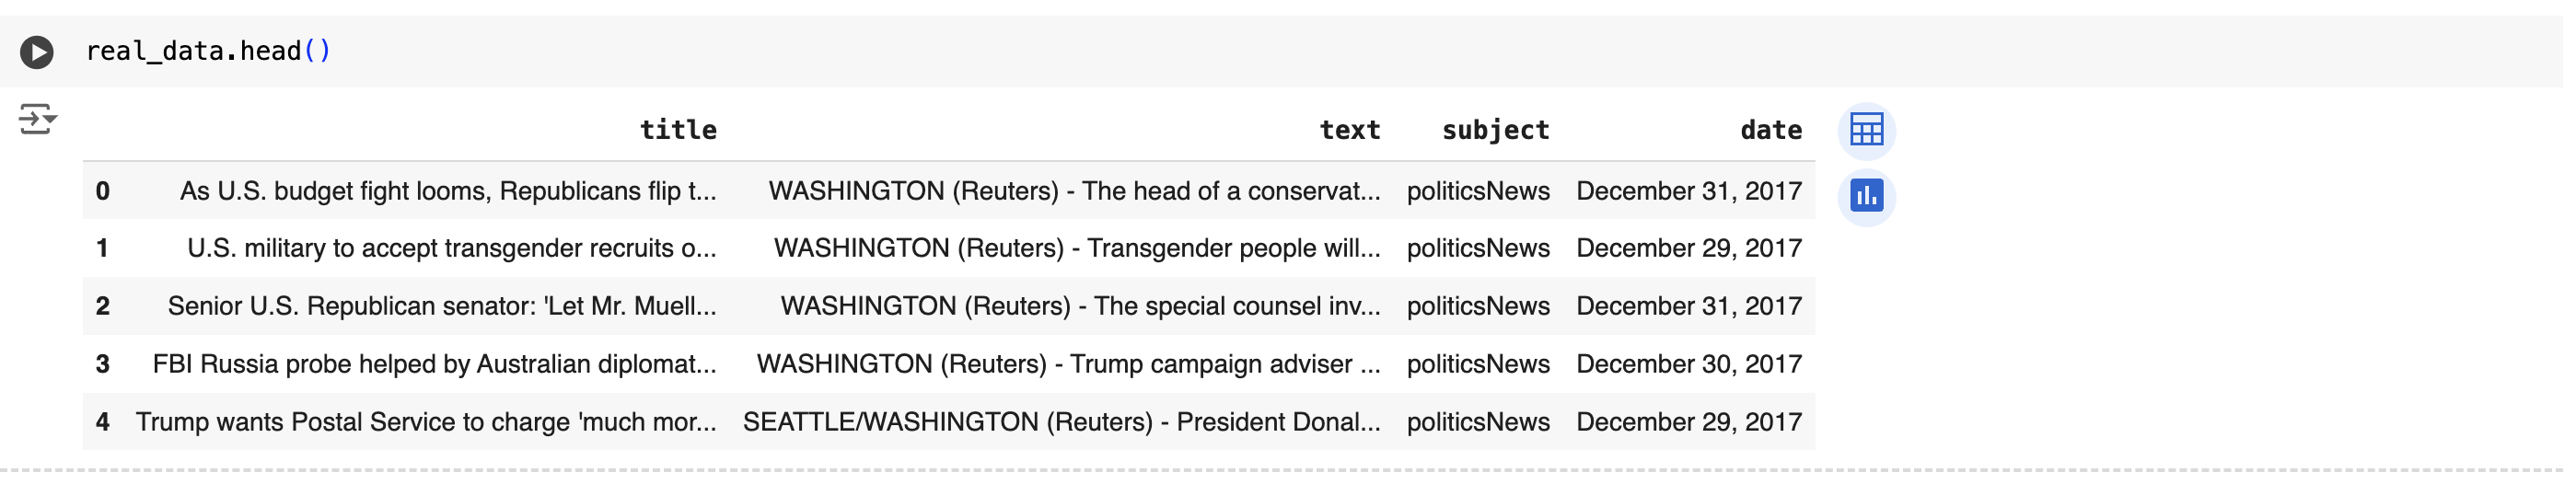 real_data.head()
title text subject date
0 As U.S. budget fight looms, Republicans flip t... WASHINGTON (Reuters) - The head of a conservat... politicsNews December 31, 2017
1 U.S. military to accept transgender recruits o... WASHINGTON (Reuters) - Transgender people will... politicsNews December 29, 2017
2 Senior U.S. Republican senator: 'Let Mr. Muell... WASHINGTON (Reuters) - The special counsel inv... politicsNews December 31, 2017
3 FBI Russia probe helped by Australian diplomat... WASHINGTON (Reuters) - Trump campaign adviser ... politicsNews December 30, 2017
4 Trump wants Postal Service to charge 'much mor... SEATTLE/WASHINGTON (Reuters) - President Donal... politicsNews December 29, 2017